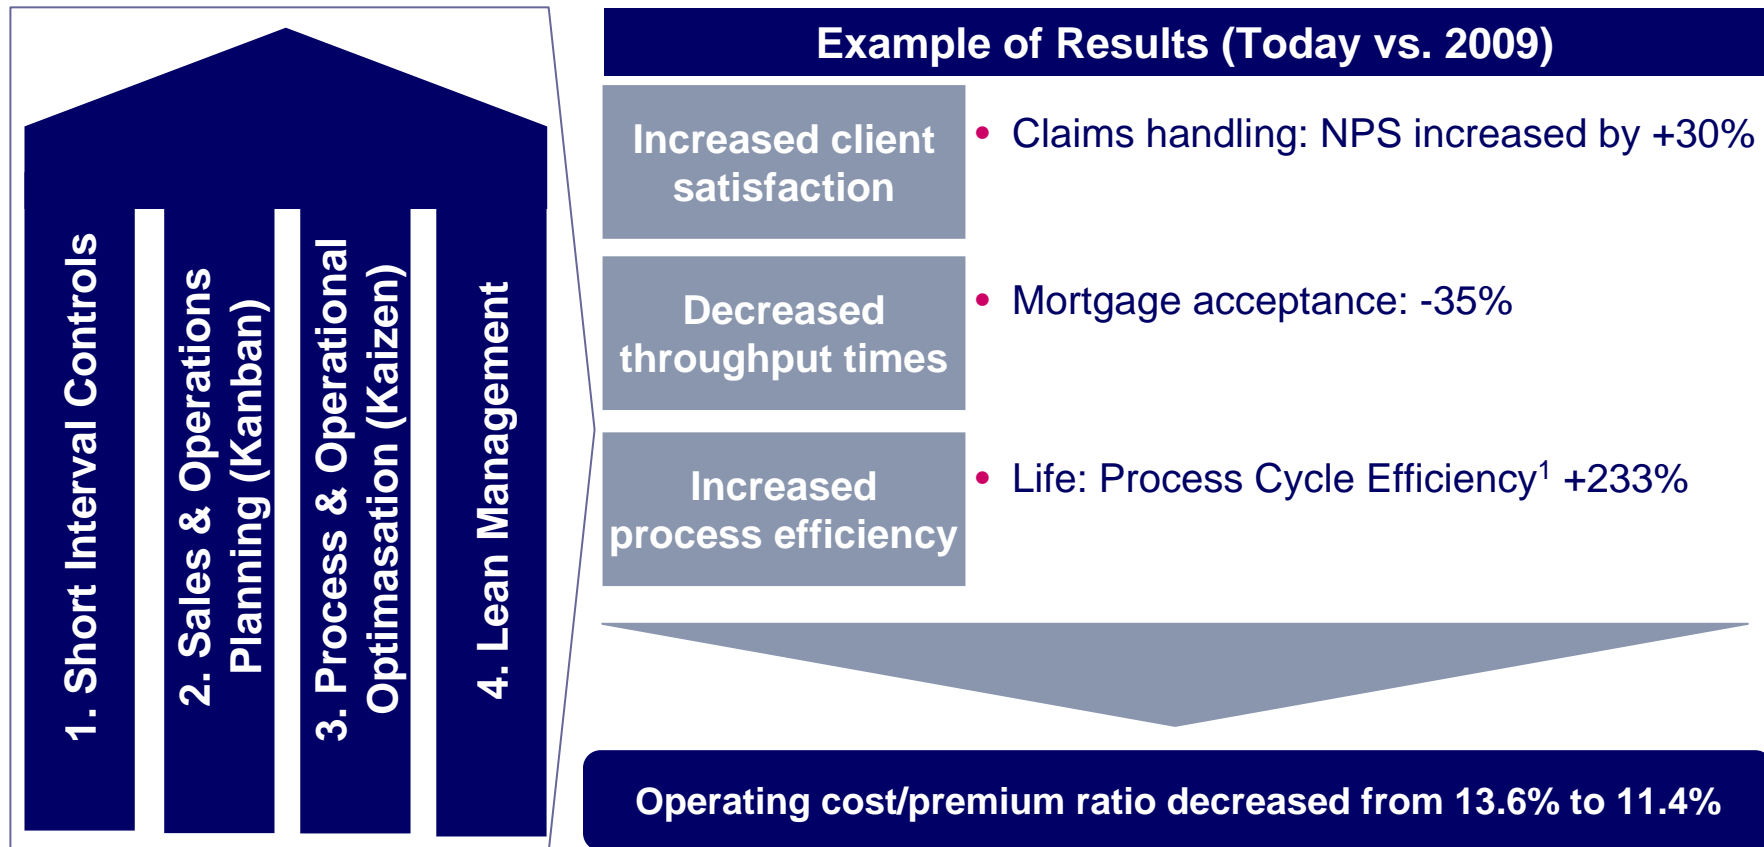 1. Short Interval Controls
2. Sales & Operations
Planning (Kanban)
3. Process & Operational
Optimasation (Kaizen)
4. Lean Management
Example of Results (Today vs. 2009)
Increased client
satisfaction
• Claims handling: NPS increased by +30%
Decreased
throughput times
• Mortgage acceptance: -35%
Increased
process efficiency
• Life: Process Cycle Efficiency¹ +233%
Operating cost/premium ratio decreased from 13.6% to 11.4%